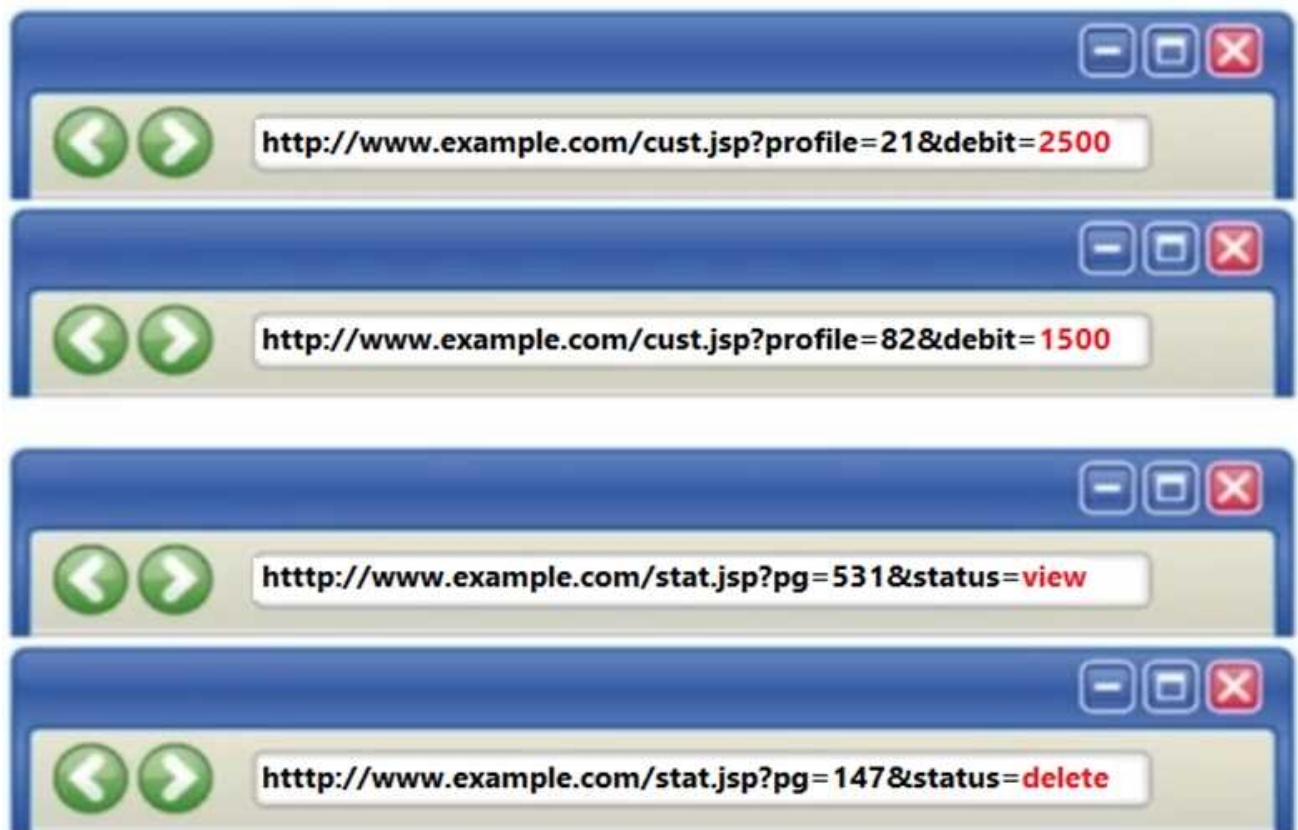 http://www.example.com/cust.jsp?profile=21&debit=2500
http://www.example.com/cust.jsp?profile=82&debit=1500
htttp://www.example.com/stat.jsp?pg=531&status=view
htttp://www.example.com/stat.jsp?pg=147&status=delete